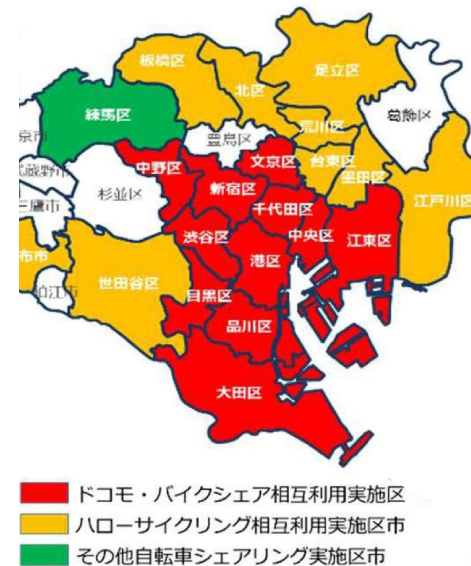 板橋区
足立区
北区
葛飾区
練馬区
荒川区
豊島区
京市
中野区
文京区
台東区
墨田区
武蔵野市
新宿区
江戸川区
杉並区
千代田区
三鷹市
渋谷区
中央区
江東区
港区
布市
世田谷区
狛江市
目黒区
品川区
大田区
ドコモ・バイクシェア相互利用実施区
ハローサイクリング相互利用実施区市
その他自転車シェアリング実施区市